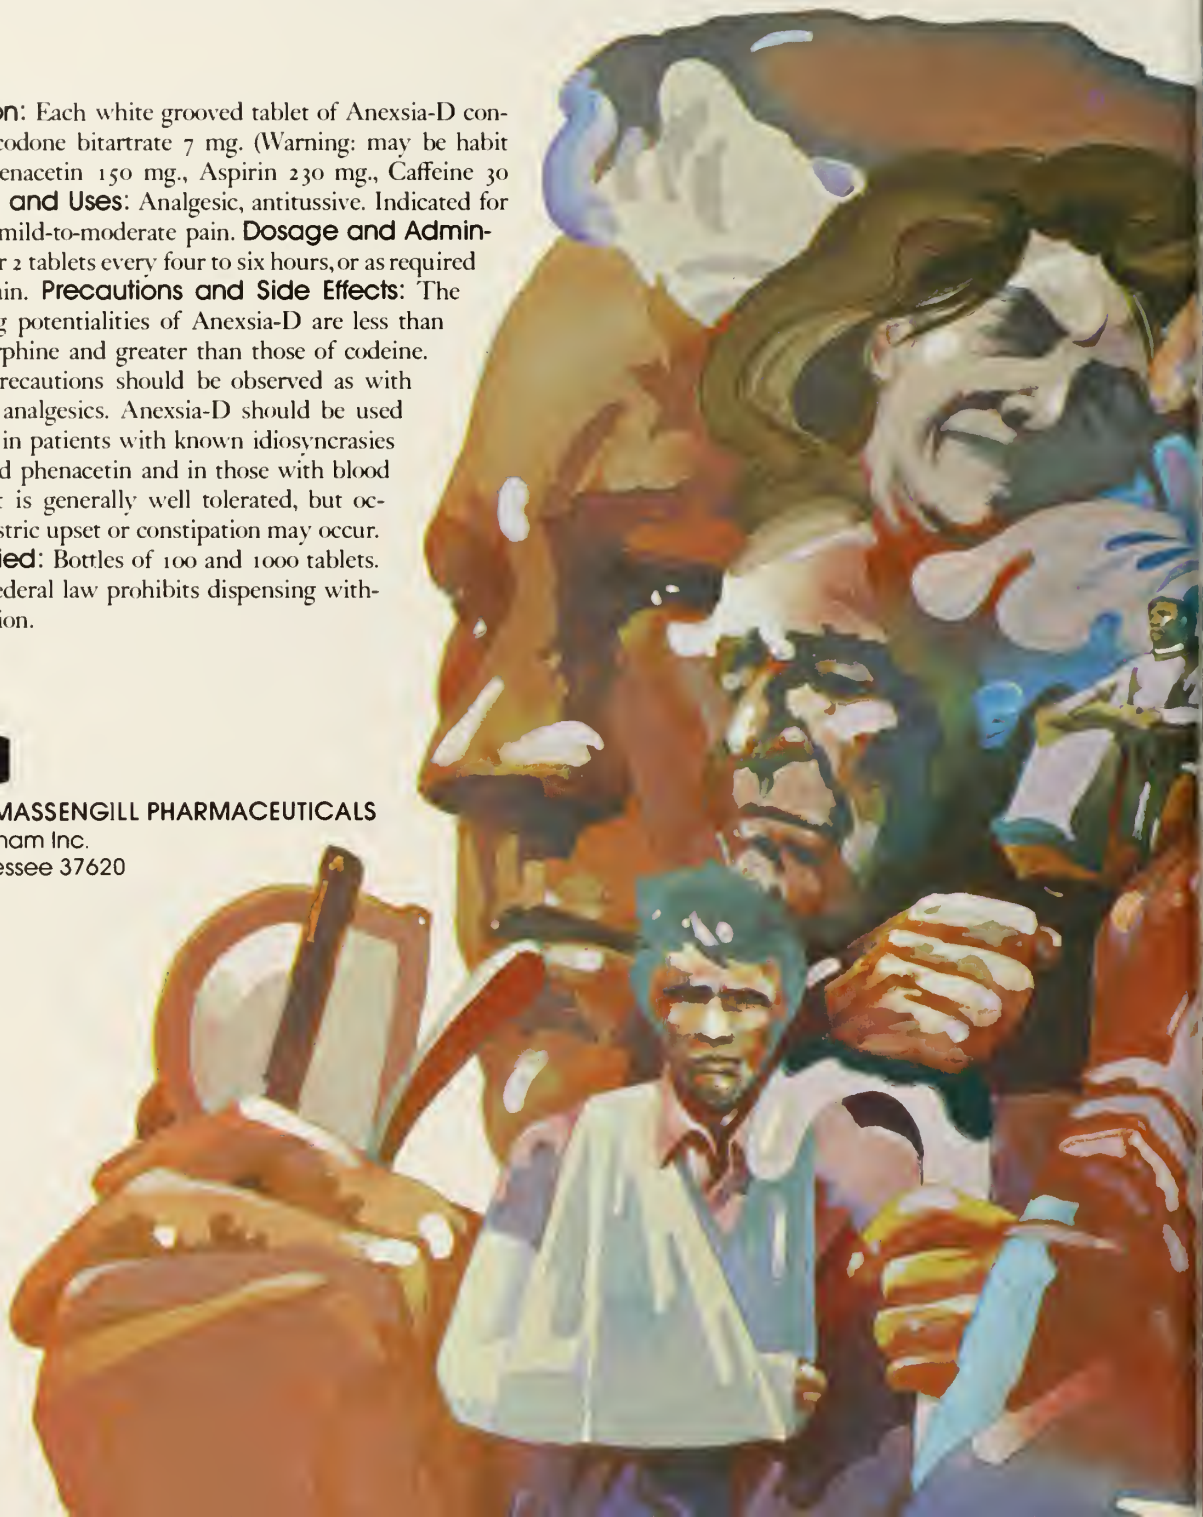 on: Each white grooved tablet of Anexsia-D con-
codone bitartrate 7 mg. (Warning: may be habit
enacetin 150 mg., Aspirin 230 mg., Caffeine 30
and Uses: Analgesic, antitussive. Indicated for
mild-to-moderate pain. Dosage and Admin-
r 2 tablets every four to six hours, or as required
in. Precautions and Side Effects: The
g potentialities of Anexsia-D are less than
rphine and greater than those of codeine.
recautions should be observed as with
analgesics. Anexsia-D should be used
in patients with known idiosyncrasies
d phenacetin and in those with blood
t is generally well tolerated, but oc-
stric upset or constipation may occur.
ied: Bottles of 100 and 1000 tablets.
ederal law prohibits dispensing with-
ion.
MASSENGILL PHARMACEUTICALS
ham Inc.
essee 37620